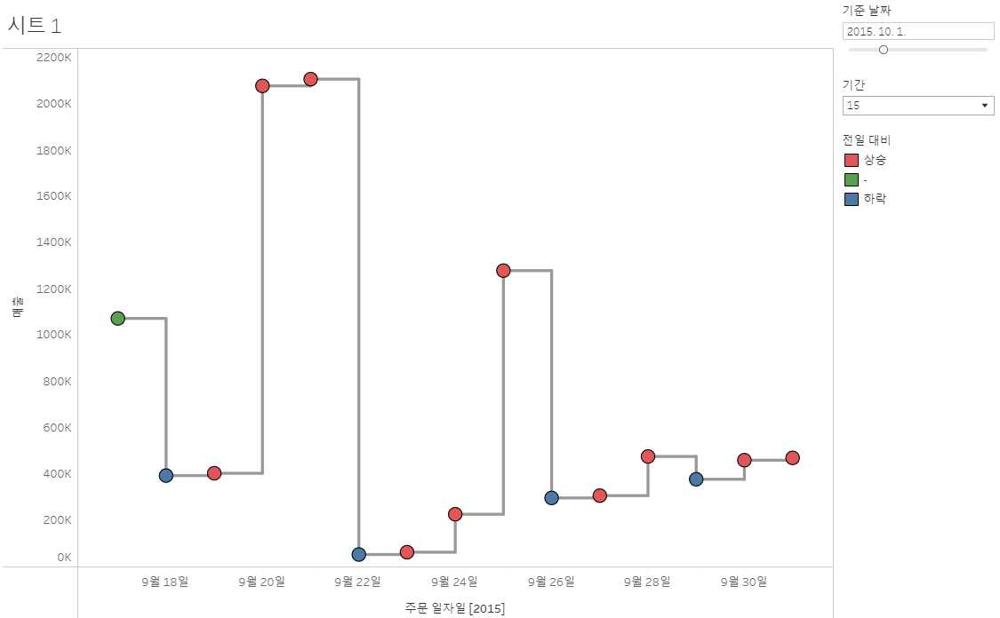 시트 1
2200K
2000K
1800K
1600K
1400K
1200K
1000K
800K
600K
400K
200K
0K
매출
9월 18일
9월 20일
9월 22일
9월 24일
9월 26일
9월 28일
9월 30일
주문 일자일 [2015]
기준 날짜
2015. 10. 1.
기간
15
전일 대비
상승
-
하락